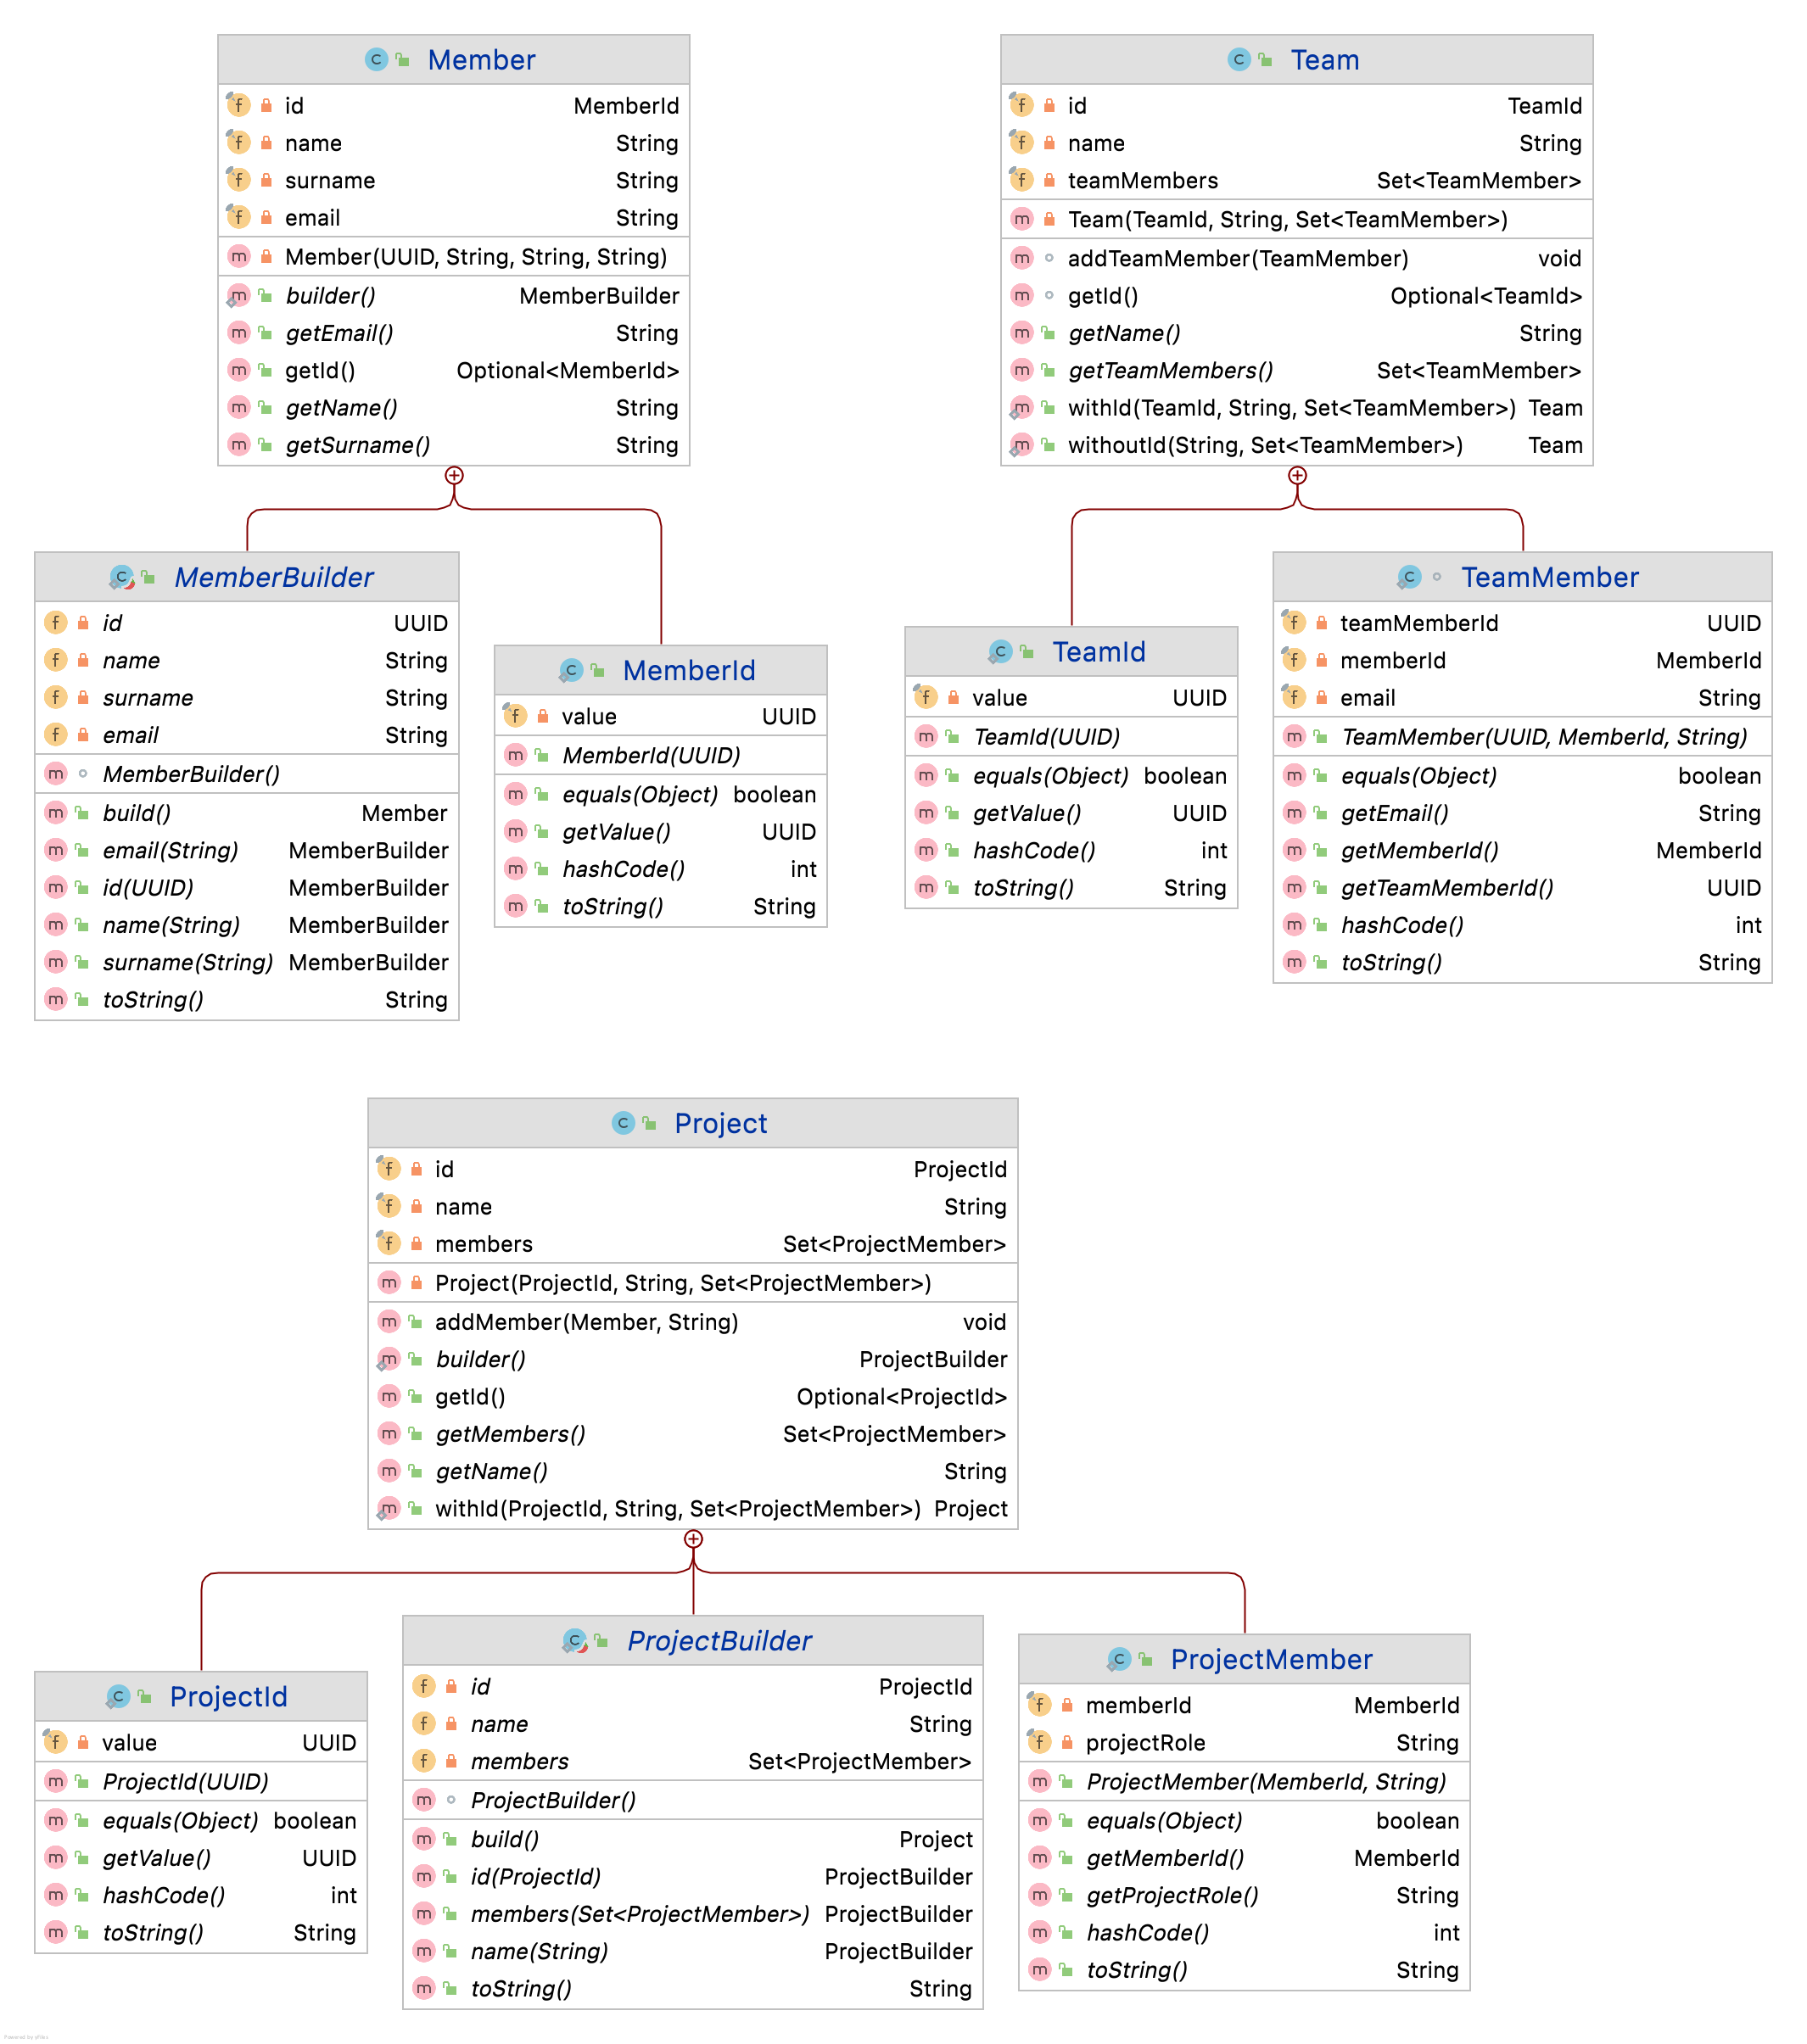 Member
id MemberId
name String
surname String
email String
Member(UUID, String, String, String)
builder() MemberBuilder
getEmail() String
getId() Optional<MemberId>
getName() String
getSurname() String
Team
id TeamId
name String
teamMembers Set<TeamMember>
Team(TeamId, String, Set<TeamMember>)
addTeamMember(TeamMember) void
getId() Optional<TeamId>
getName() String
getTeamMembers() Set<TeamMember>
withId(TeamId, String, Set<TeamMember>) Team
withoutId(String, Set<TeamMember>) Team
MemberBuilder
id UUID
name String
surname String
email String
MemberBuilder()
build() Member
email(String) MemberBuilder
id(UUID) MemberBuilder
name(String) MemberBuilder
surname(String) MemberBuilder
toString() String
MemberId
value UUID
MemberId(UUID)
equals(Object) boolean
getValue() UUID
hashCode() int
toString() String
TeamId
value UUID
TeamId(UUID)
equals(Object) boolean
getValue() UUID
hashCode() int
toString() String
TeamMember
teamMemberId UUID
memberId MemberId
email String
TeamMember(UUID, MemberId, String)
equals(Object) boolean
getEmail() String
getMemberId() MemberId
getTeamMemberId() UUID
hashCode() int
toString() String
Project
id ProjectId
name String
members Set<ProjectMember>
Project(ProjectId, String, Set<ProjectMember>)
addMember(Member, String) void
builder() ProjectBuilder
getId() Optional<ProjectId>
getMembers() Set<ProjectMember>
getName() String
withId(ProjectId, String, Set<ProjectMember>) Project
ProjectId
value UUID
ProjectId(UUID)
equals(Object) boolean
getValue() UUID
hashCode() int
toString() String
ProjectBuilder
id ProjectId
name String
members Set<ProjectMember>
ProjectBuilder()
build() Project
id(ProjectId) ProjectBuilder
members(Set<ProjectMember>) ProjectBuilder
name(String) ProjectBuilder
toString() String
ProjectMember
memberId MemberId
projectRole String
ProjectMember(MemberId, String)
equals(Object) boolean
getMemberId() MemberId
getProjectRole() String
hashCode() int
toString() String
Powered by yFiles